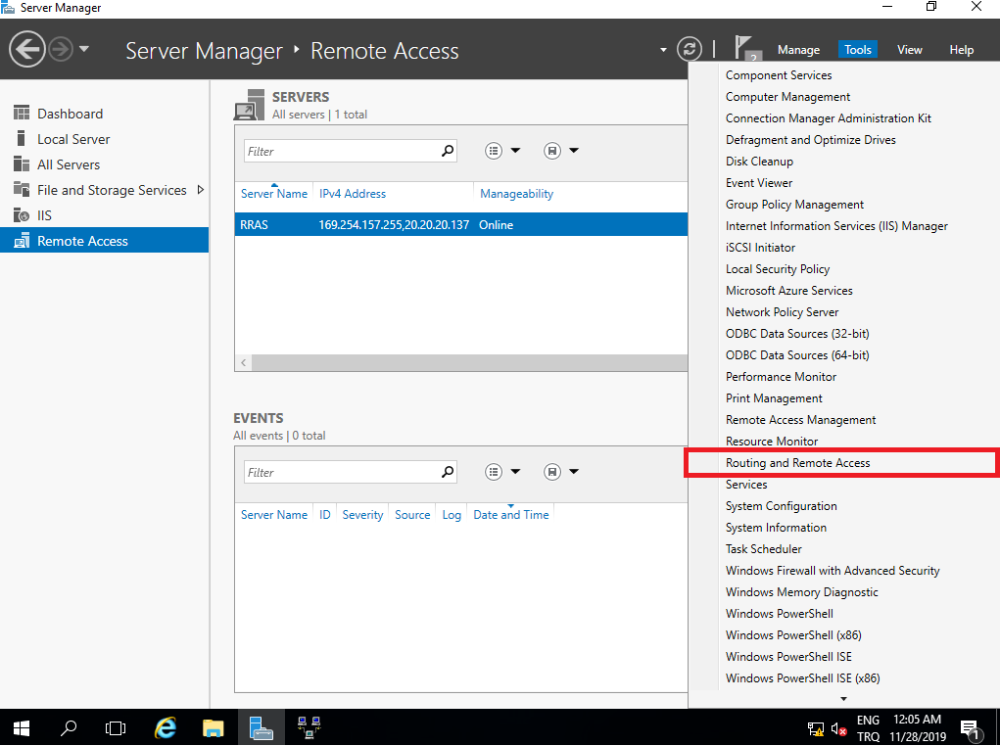 Server Manager
Server Manager ‣ Remote Access
Manage
Tools
View
Help
Dashboard
Local Server
All Servers
File and Storage Services
IIS
Remote Access
SERVERS
All servers | 1 total
Filter
Server Name IPv4 Address Manageability
RRAS 169.254.157.255,20.20.20.137 Online
EVENTS
All events | 0 total
Filter
Server Name ID Severity Source Log Date and Time
Component Services
Computer Management
Connection Manager Administration Kit
Defragment and Optimize Drives
Disk Cleanup
Event Viewer
Group Policy Management
Internet Information Services (IIS) Manager
iSCSI Initiator
Local Security Policy
Microsoft Azure Services
Network Policy Server
ODBC Data Sources (32-bit)
ODBC Data Sources (64-bit)
Performance Monitor
Print Management
Remote Access Management
Resource Monitor
Routing and Remote Access
Services
System Configuration
System Information
Task Scheduler
Windows Firewall with Advanced Security
Windows Memory Diagnostic
Windows PowerShell
Windows PowerShell (x86)
Windows PowerShell ISE
Windows PowerShell ISE (x86)
ENG 12:05 AM
TRQ 11/28/2019
1